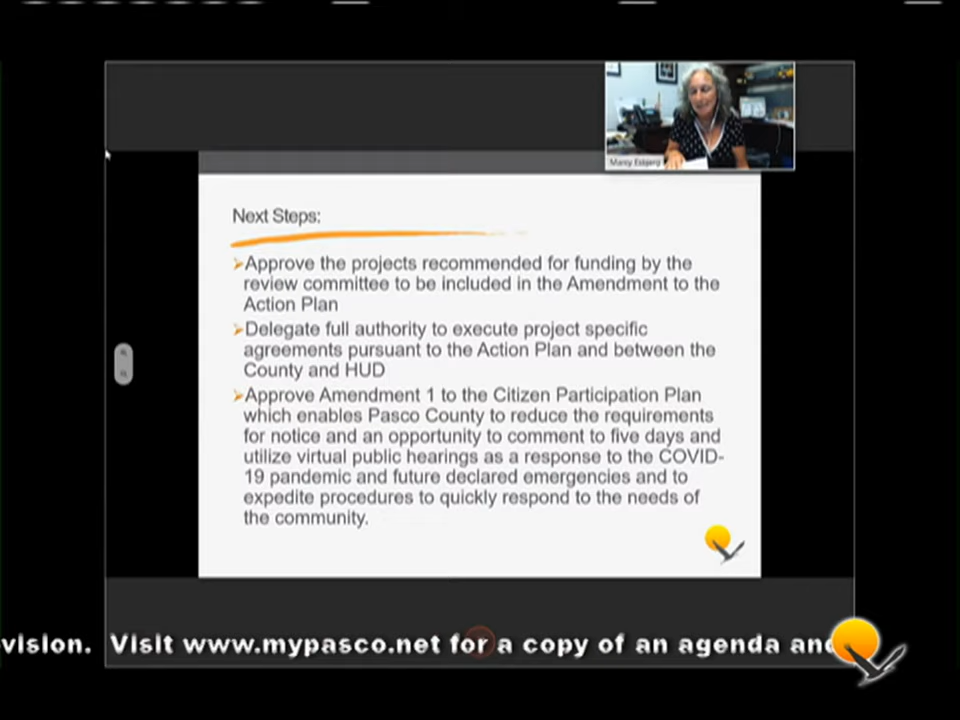 Marcy Esbjerg
Next Steps:
Approve the projects recommended for funding by the
review committee to be included in the Amendment to the
Action Plan
Delegate full authority to execute project specific
agreements pursuant to the Action Plan and between the
County and HUD
Approve Amendment 1 to the Citizen Participation Plan
which enables Pasco County to reduce the requirements
for notice and an opportunity to comment to five days and
utilize virtual public hearings as a response to the COVID-
19 pandemic and future declared emergencies and to
expedite procedures to quickly respond to the needs of
the community.
vision. Visit www.mypasco.net for a copy of an agenda and